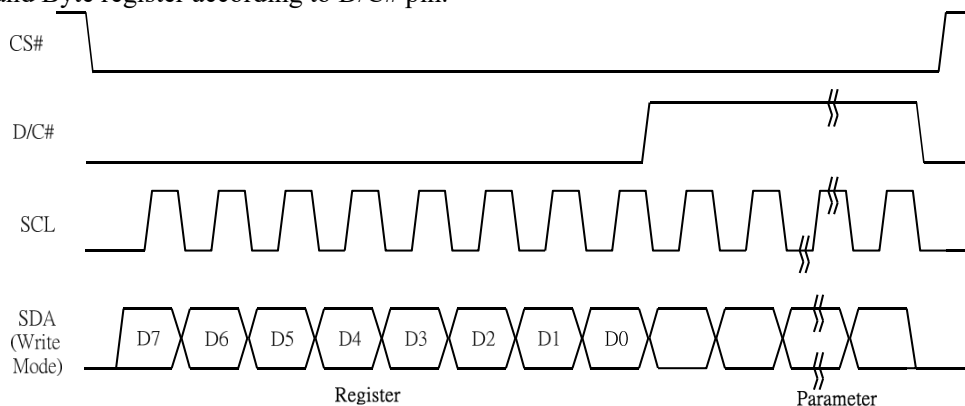 and Byte register according to D/C# pin.
CS#
D/C#
SCL
SDA
(Write
Mode)
D7 D6 D5 D4 D3 D2 D1 D0
Register
Parameter